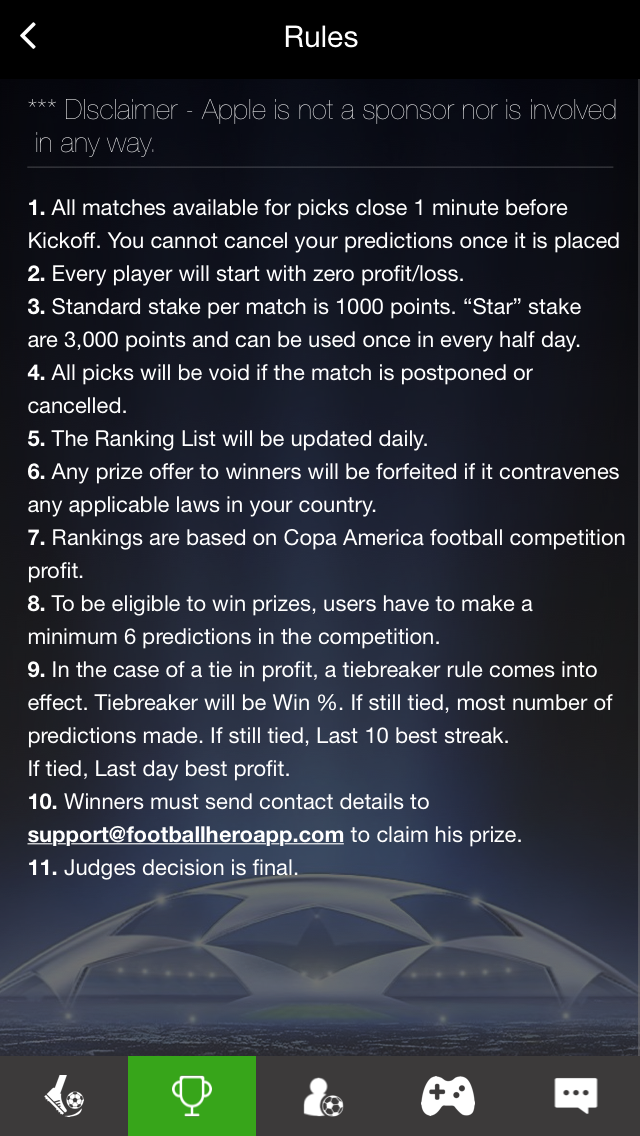 Rules
*** DIsclaimer - Apple is not a sponsor nor is involved
in any way.
1. All matches available for picks close 1 minute before
Kickoff. You cannot cancel your predictions once it is placed
2. Every player will start with zero profit/loss.
3. Standard stake per match is 1000 points. “Star” stake
are 3,000 points and can be used once in every half day.
4. All picks will be void if the match is postponed or
cancelled.
5. The Ranking List will be updated daily.
6. Any prize offer to winners will be forfeited if it contravenes
any applicable laws in your country.
7. Rankings are based on Copa America football competition
profit.
8. To be eligible to win prizes, users have to make a
minimum 6 predictions in the competition.
9. In the case of a tie in profit, a tiebreaker rule comes into
effect. Tiebreaker will be Win %. If still tied, most number of
predictions made. If still tied, Last 10 best streak.
If tied, Last day best profit.
10. Winners must send contact details to
support@footballheroapp.com to claim his prize.
11. Judges decision is final.